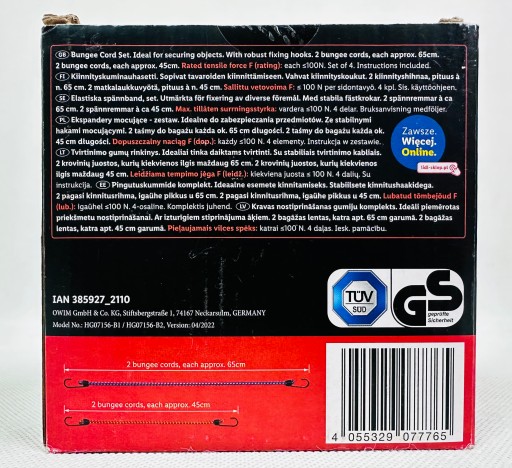 GB Bungee Cord Set. Ideal for securing objects. With robust fixing hooks. 2 bungee cords, each approx. 65cm.
2 bungee cords, each approx. 45cm. Rated tensile force F (rating): each ≤100N. Set of 4. Instructions included.
FI Kiinnityskuminauhasetti. Sopivat tavaroiden kiinnittämiseen. Vahvat kiinnityskoukut. 2 kiinnityshihnaa, pituus à
n. 65 cm. 2 matkalaukkuvyötä, pituus à n. 45 cm. Sallittu vetovoima F: ≤ 100 N per sidontavyö. 4 kpl. Sis. käyttöohjeen.
SE Elastiska spännband, set. Utmärkta för fixering av diverse föremål. Med stabila fästkrokar. 2 spännremmar à
ca 65 cm. 2 spännremmar à ca 45 cm. Max. tillåten surrningsstyrka: vardera ≤100 N. 4 delar. Bruksanvisning medföljer.
PL Ekspandery mocujące - zestaw. Idealne do zabezpieczania przedmiotów. Ze stabilnymi
hakami mocującymi. 2 taśmy do bagażu każda ok. 65 cm długości. 2 taśmy do bagażu każda ok.
45 cm długości. Dopuszczalny naciąg F (dop.): każdy ≤100 N. 4 elementy. Instrukcja w zestawie.
LT Tvirtinimo gumų rinkinys. Idealiai tinka daiktams tvirtinti. Su stabiliais tvirtinimo kabliais.
2 krovinių juostos, kurių kiekvienos ilgis maždaug 65 cm. 2 krovinių juostos, kurių kiekvienos
ilgis maždaug 45 cm. Leidžiama tempimo jėga F (leidž.): kiekviena juosta ≤ 100 N. 4 dalių. Su
instrukcija. EE Pingutuskummide komplekt. Ideaalne esemete kinnitamiseks. Stabiilsete kinnitushaakidega.
2 pagasi kinnitusrihma, igaühe pikkus u 65 cm. 2 pagasi kinnitusrihma, igaühe pikkus u 45 cm. Lubatud tõmbejõud F
(lub.): igaühel ≤100 N. 4-osaline. Komplektis juhend. LV Kravas nostiprināšanas gumiju komplekts. Ideāli piemērotas
priekšmetu nostiprināšanai. Ar izturīgiem stiprinājuma āķiem. 2 bagāžas lentas, katra apt. 65 cm garumā. 2 bagāžas
lentas, katra apt. 45 cm garumā. Pieļaujamais vilces spēks: katrai ≤100 N. 4 daļas. Iesk. pamācību.
Zawsze.
Więcej.
Online.
lidl-sklep.pl
IAN 385927_2110
OWIM GmbH & Co. KG, Stiftsbergstraße 1, 74167 Neckarsulm, GERMANY
Model No.: HG07156-B1 / HG07156-B2, Version: 04/2022
TÜV
SÜD
GS
geprüfte
Sicherheit
2 bungee cords, each approx. 65cm
2 bungee cords, each approx. 45cm
4 055329 077765